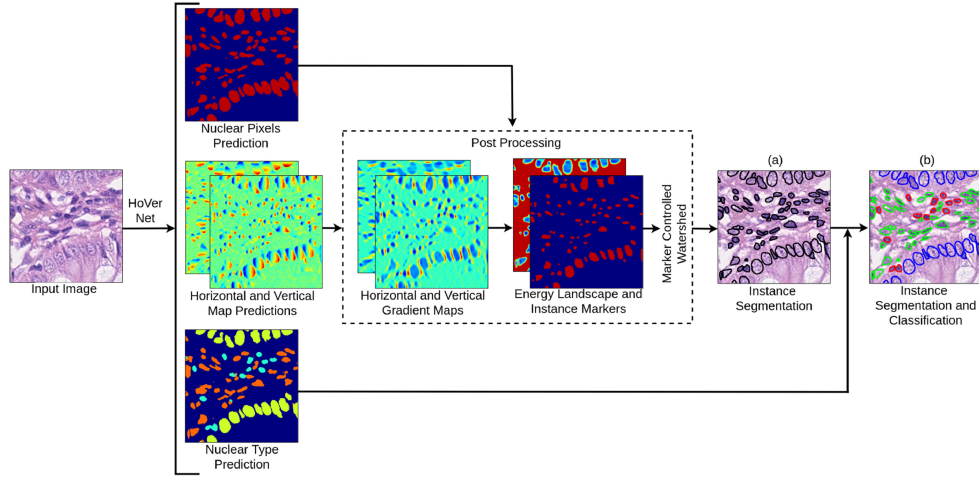 Input Image
HoVer
Net
Nuclear Pixels
Prediction
Horizontal and Vertical
Map Predictions
Nuclear Type
Prediction
Post Processing
Horizontal and Vertical
Gradient Maps
Energy Landscape and
Instance Markers
Marker Controlled
Watershed
(a)
Instance
Segmentation
(b)
Instance
Segmentation and
Classification